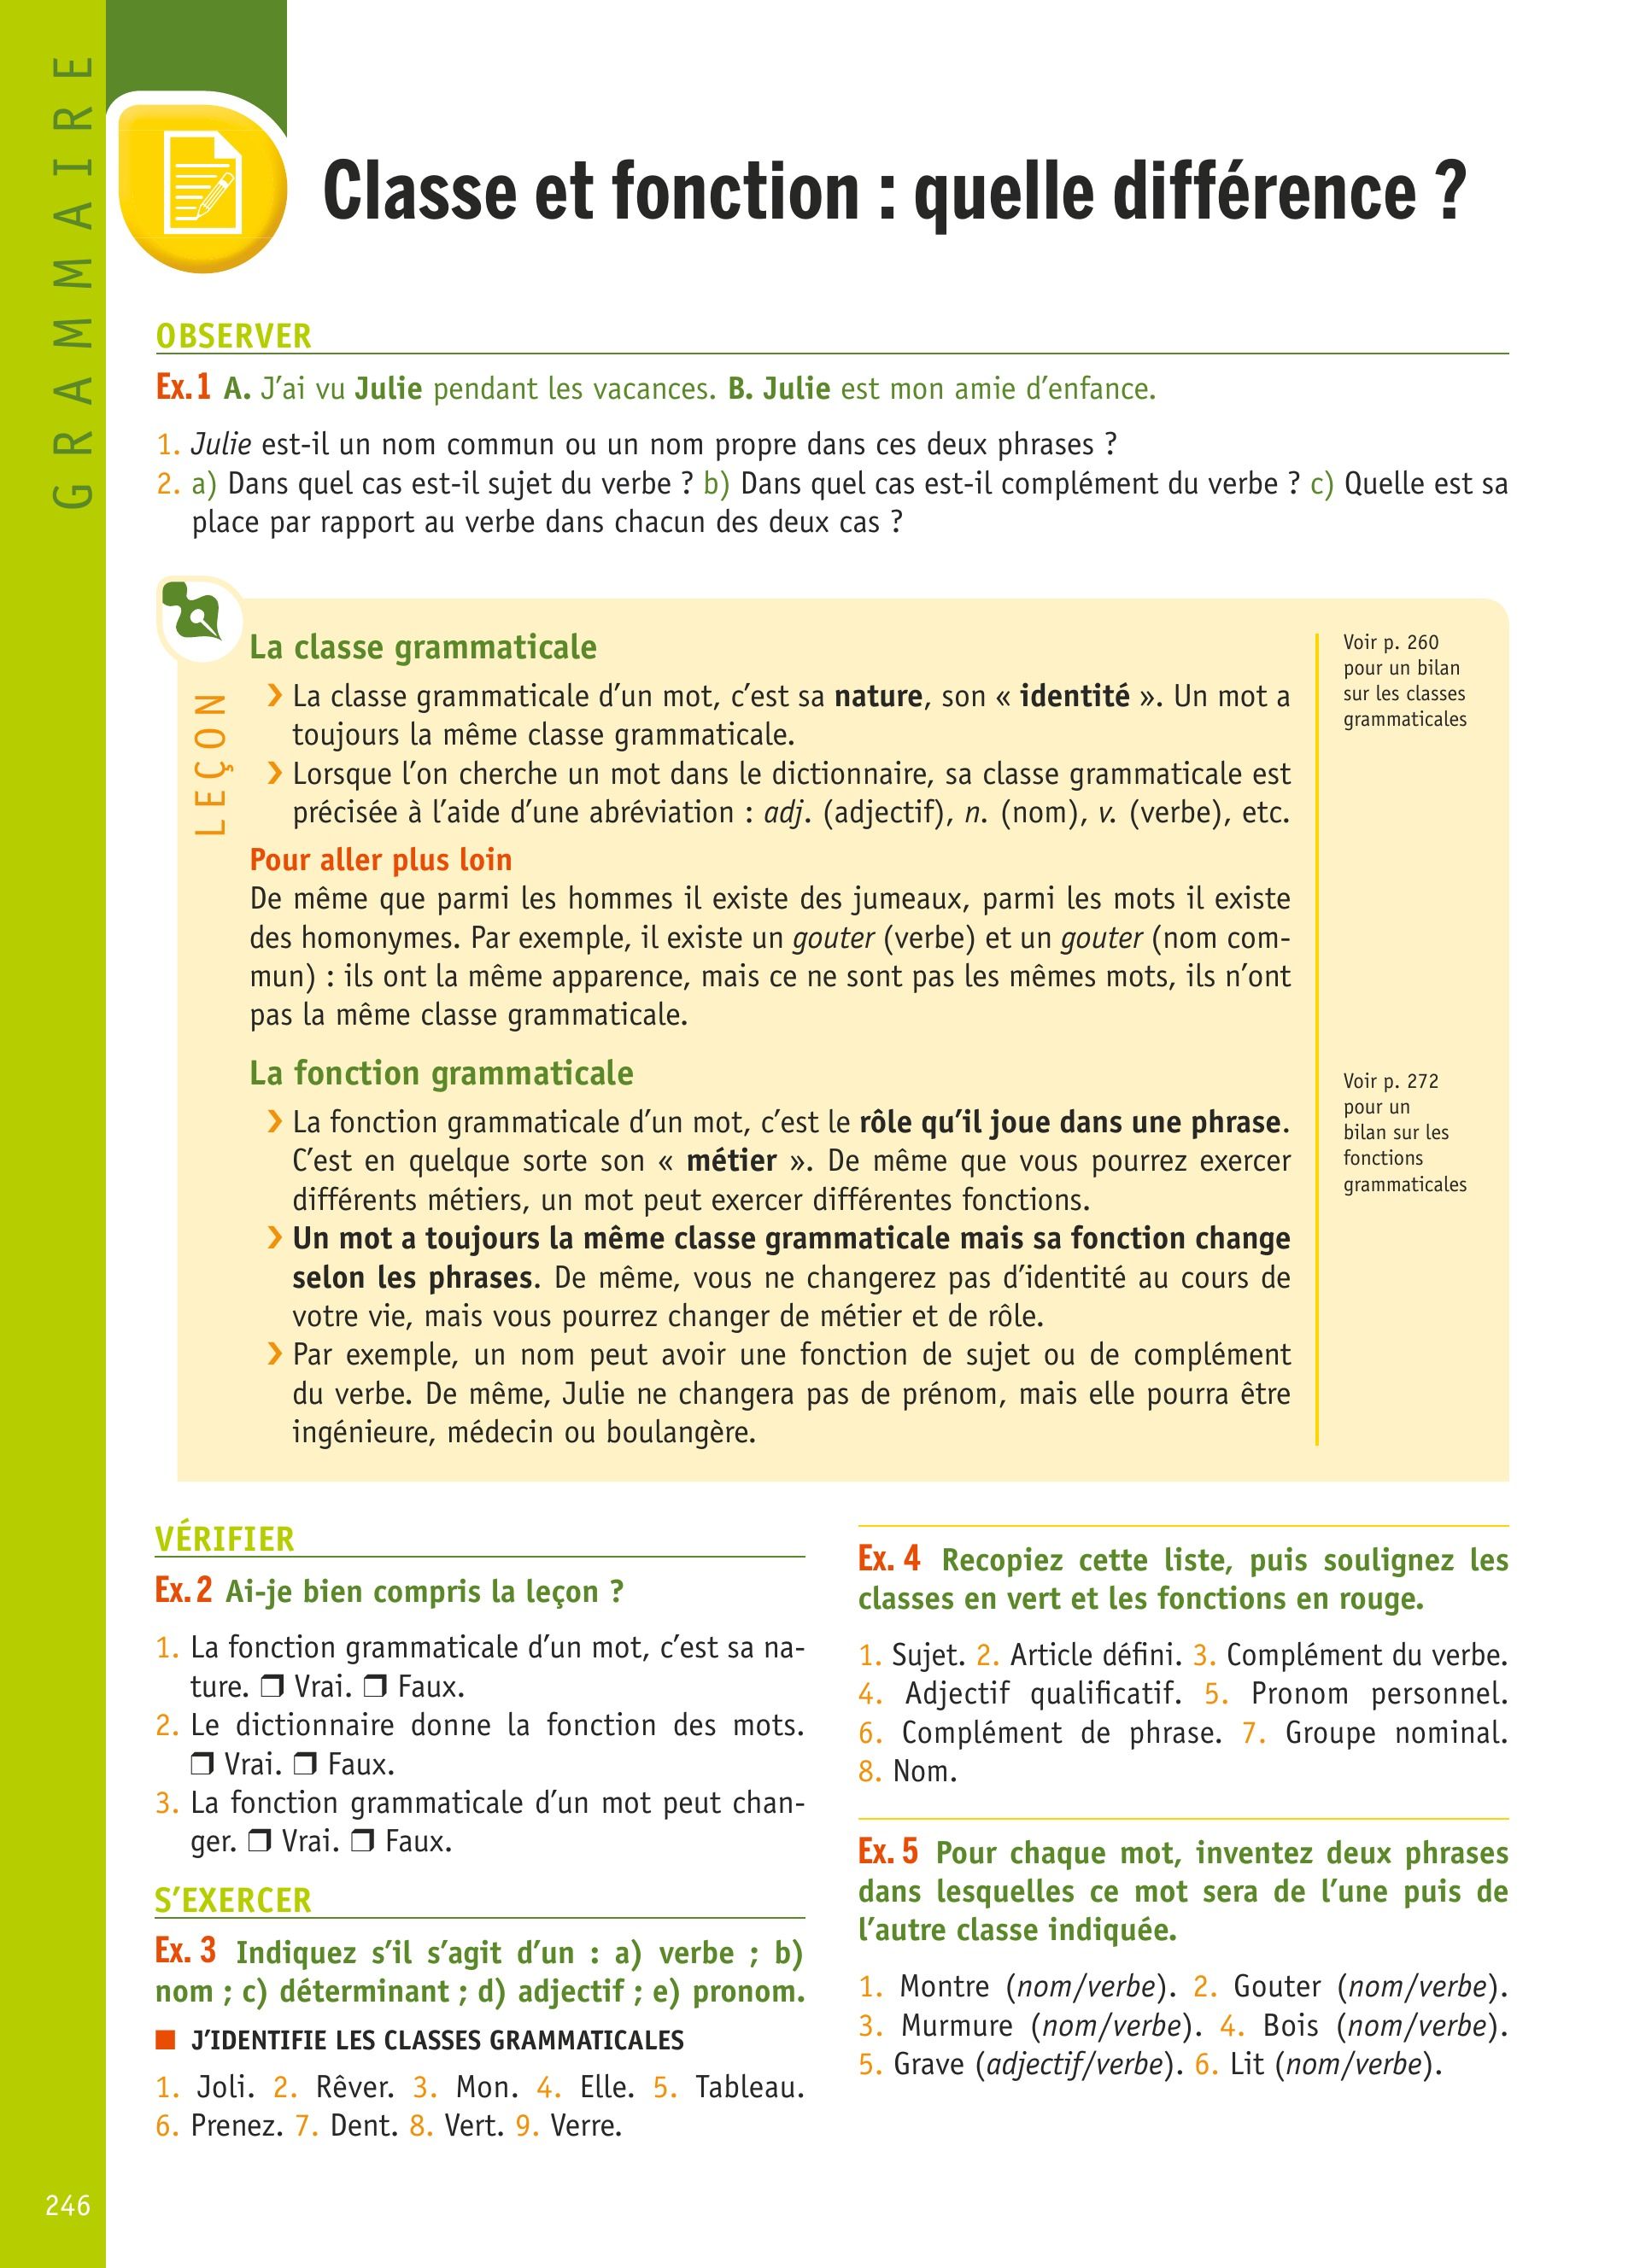 GRAMMAIRE
Classe et fonction : quelle différence ?
OBSERVER
Ex. 1 A. J’ai vu Julie pendant les vacances. B. Julie est mon amie d’enfance.
1. Julie est-il un nom commun ou un nom propre dans ces deux phrases ?
2. a) Dans quel cas est-il sujet du verbe ? b) Dans quel cas est-il complément du verbe ? c) Quelle est sa
place par rapport au verbe dans chacun des deux cas ?
LEÇON
La classe grammaticale
❯ La classe grammaticale d’un mot, c’est sa nature, son « identité ». Un mot a
toujours la même classe grammaticale.
❯ Lorsque l’on cherche un mot dans le dictionnaire, sa classe grammaticale est
précisée à l’aide d’une abréviation : adj. (adjectif), n. (nom), v. (verbe), etc.
Voir p. 260
pour un bilan
sur les classes
grammaticales
Pour aller plus loin
De même que parmi les hommes il existe des jumeaux, parmi les mots il existe
des homonymes. Par exemple, il existe un gouter (verbe) et un gouter (nom com-
mun) : ils ont la même apparence, mais ce ne sont pas les mêmes mots, ils n’ont
pas la même classe grammaticale.
La fonction grammaticale
❯ La fonction grammaticale d’un mot, c’est le rôle qu’il joue dans une phrase.
C’est en quelque sorte son « métier ». De même que vous pourrez exercer
différents métiers, un mot peut exercer différentes fonctions.
❯ Un mot a toujours la même classe grammaticale mais sa fonction change
selon les phrases. De même, vous ne changerez pas d’identité au cours de
votre vie, mais vous pourrez changer de métier et de rôle.
❯ Par exemple, un nom peut avoir une fonction de sujet ou de complément
du verbe. De même, Julie ne changera pas de prénom, mais elle pourra être
ingénieure, médecin ou boulangère.
Voir p. 272
pour un
bilan sur les
fonctions
grammaticales
VÉRIFIER
Ex. 2 Ai-je bien compris la leçon ?
1. La fonction grammaticale d’un mot, c’est sa na-
ture. ❒ Vrai. ❒ Faux.
2. Le dictionnaire donne la fonction des mots.
❒ Vrai. ❒ Faux.
3. La fonction grammaticale d’un mot peut chan-
ger. ❒ Vrai. ❒ Faux.
S’EXERCER
Ex. 3 Indiquez s’il s’agit d’un : a) verbe ; b)
nom ; c) déterminant ; d) adjectif ; e) pronom.
■ J’IDENTIFIE LES CLASSES GRAMMATICALES
1. Joli. 2. Rêver. 3. Mon. 4. Elle. 5. Tableau.
6. Prenez. 7. Dent. 8. Vert. 9. Verre.
Ex. 4 Recopiez cette liste, puis soulignez les
classes en vert et les fonctions en rouge.
1. Sujet. 2. Article défini. 3. Complément du verbe.
4. Adjectif qualificatif. 5. Pronom personnel.
6. Complément de phrase. 7. Groupe nominal.
8. Nom.
Ex. 5 Pour chaque mot, inventez deux phrases
dans lesquelles ce mot sera de l’une puis de
l’autre classe indiquée.
1. Montre (nom/verbe). 2. Gouter (nom/verbe).
3. Murmure (nom/verbe). 4. Bois (nom/verbe).
5. Grave (adjectif/verbe). 6. Lit (nom/verbe).
246